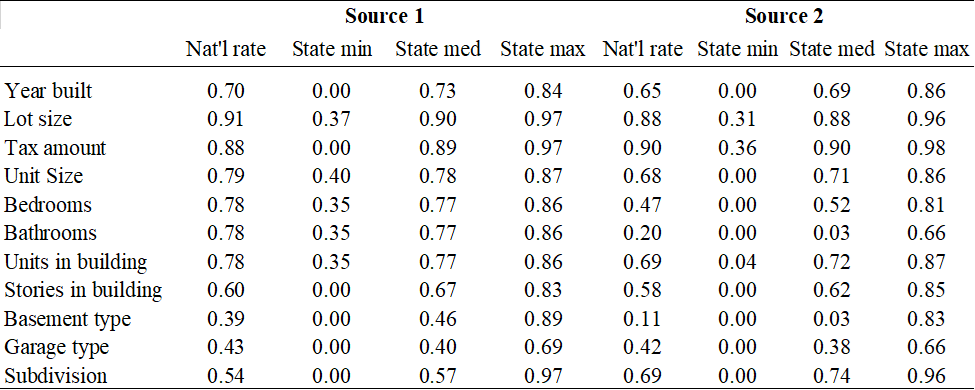 Source 1 Source 2
Nat'l rate State min State med State max Nat'l rate State min State med State max
Year built 0.70 0.00 0.73 0.84 0.65 0.00 0.69 0.86
Lot size 0.91 0.37 0.90 0.97 0.88 0.31 0.88 0.96
Tax amount 0.88 0.00 0.89 0.97 0.90 0.36 0.90 0.98
Unit Size 0.79 0.40 0.78 0.87 0.68 0.00 0.71 0.86
Bedrooms 0.78 0.35 0.77 0.86 0.47 0.00 0.52 0.81
Bathrooms 0.78 0.35 0.77 0.86 0.20 0.00 0.03 0.66
Units in building 0.78 0.35 0.77 0.86 0.69 0.04 0.72 0.87
Stories in building 0.60 0.00 0.67 0.83 0.58 0.00 0.62 0.85
Basement type 0.39 0.00 0.46 0.89 0.11 0.00 0.03 0.83
Garage type 0.43 0.00 0.40 0.69 0.42 0.00 0.38 0.66
Subdivision 0.54 0.00 0.57 0.97 0.69 0.00 0.74 0.96